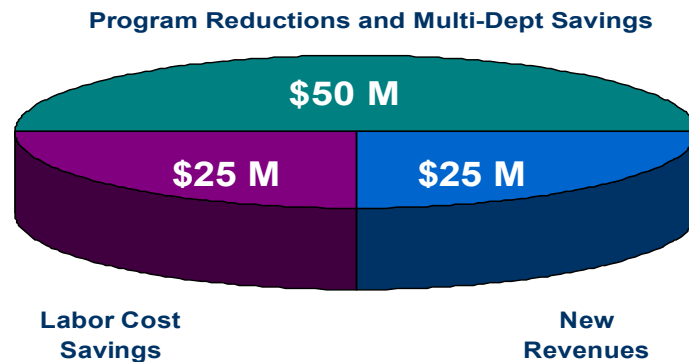 Program Reductions and Multi-Dept Savings
$50 M
$25 M
$25 M
Labor Cost
Savings
New
Revenues